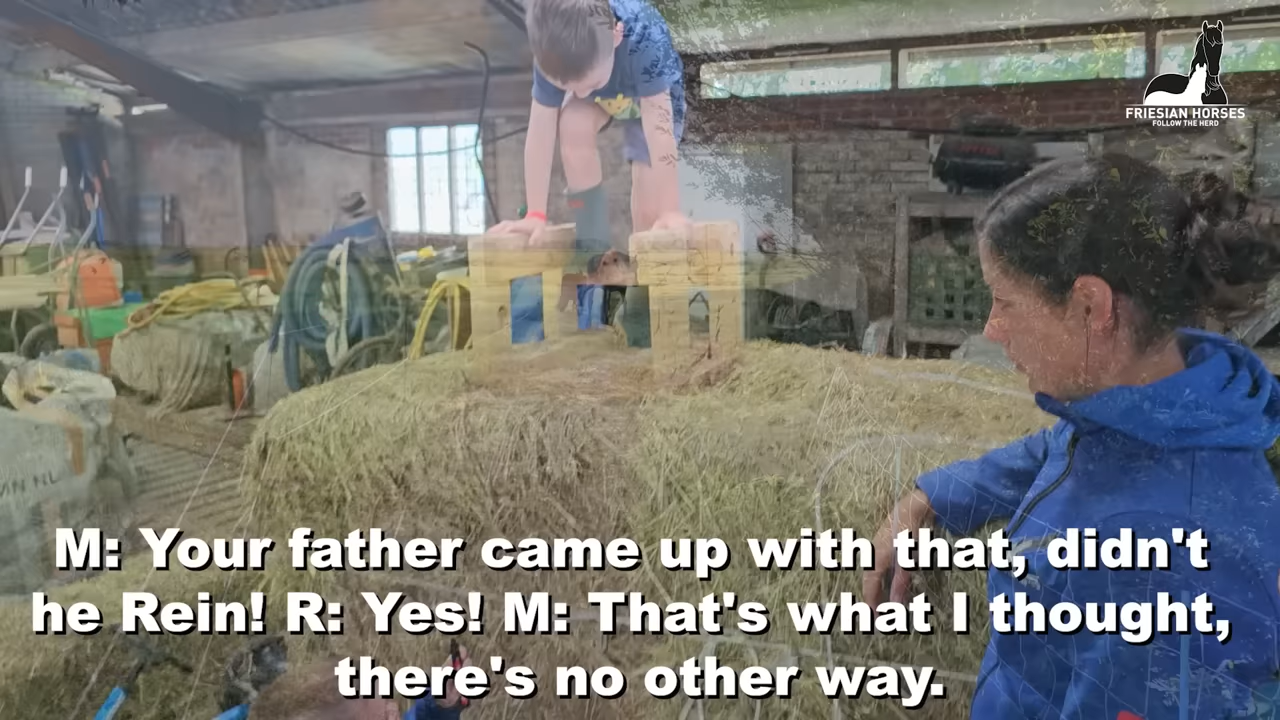 FRIESIAN HORSES
FOLLOW THE HERD
M: Your father came up with that, didn't
he Rein! R: Yes! M: That's what I thought,
there's no other way.